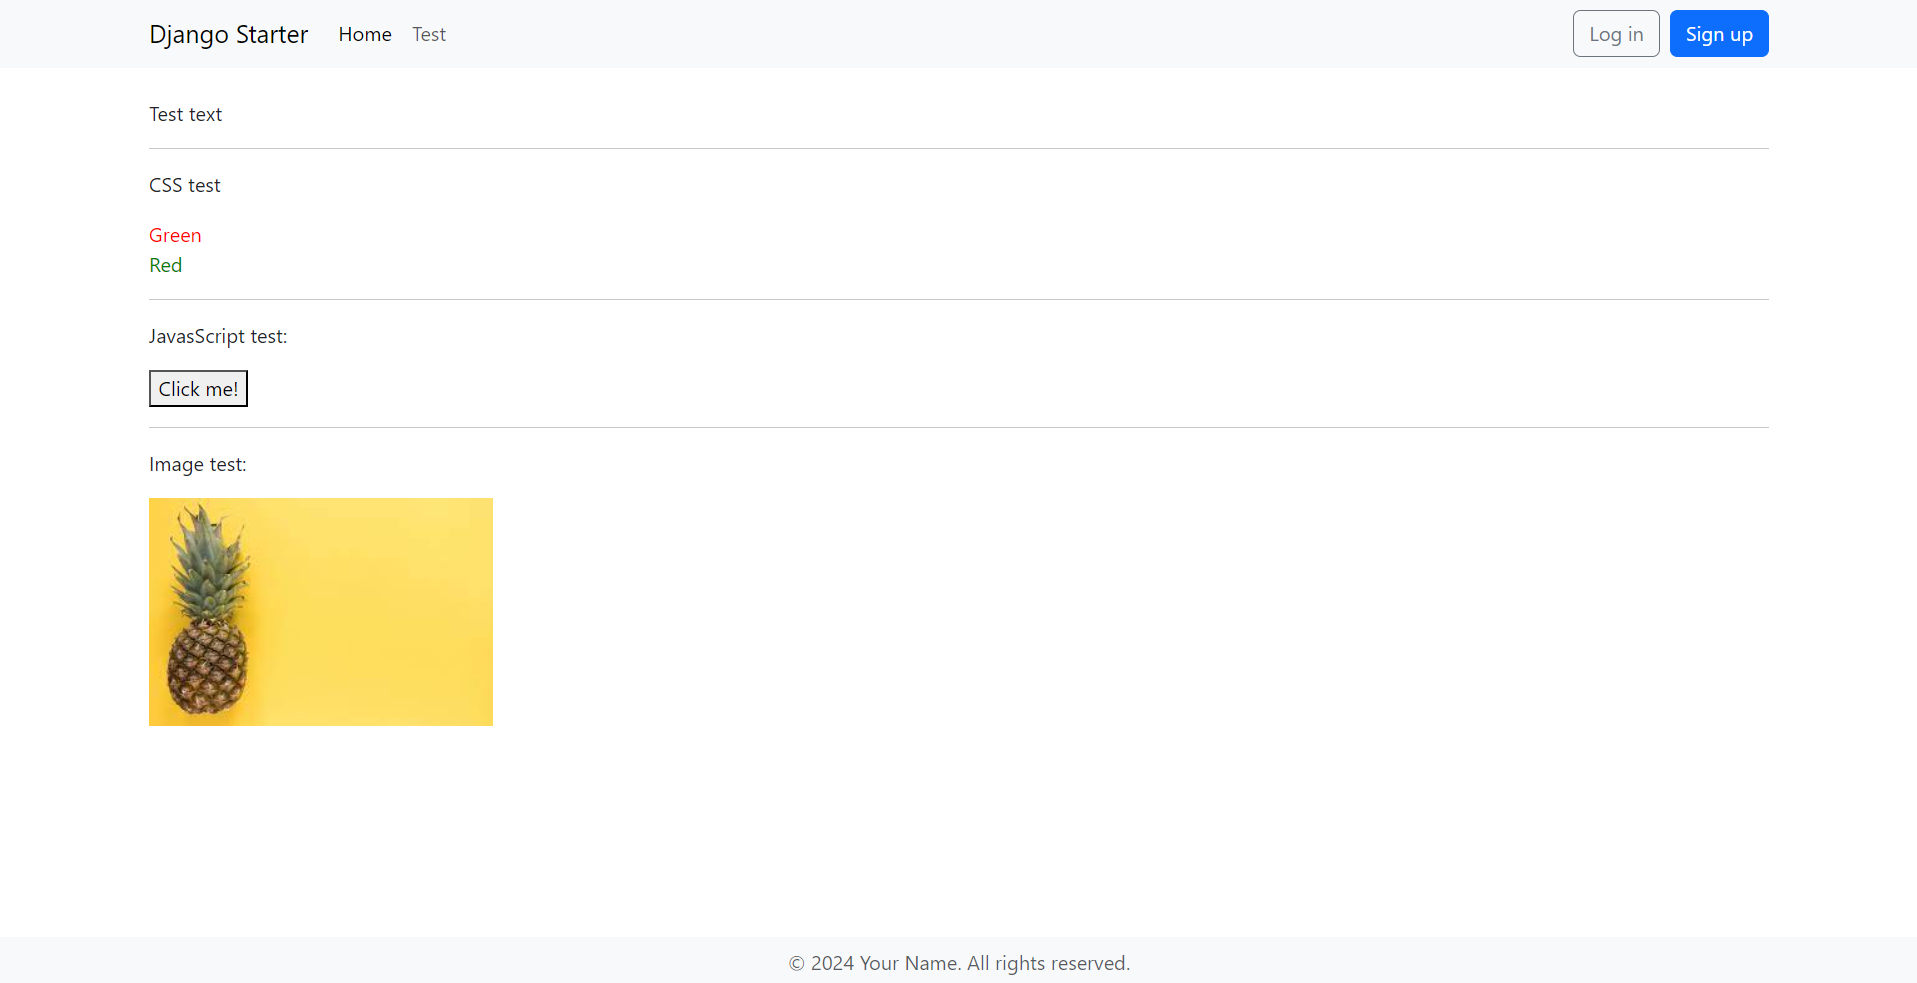 Django Starter Home Test Log in Sign up
Test text
CSS test
Green
Red
JavasScript test:
Click me!
Image test:
© 2024 Your Name. All rights reserved.